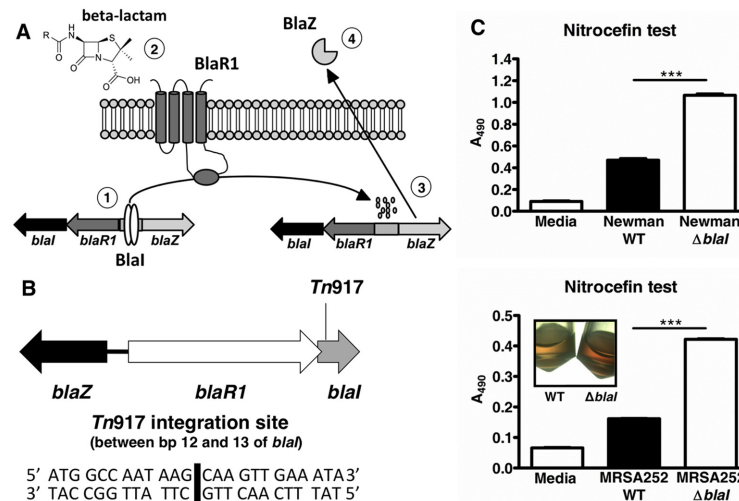 A
beta-lactam
R
H
N
O
S
N
O
O
OH
2
BlaR1
BlaZ
4
1
3
blaI blaR1 blaZ
BlaI
blaI blaR1 blaZ
B
Tn917
blaZ blaR1 blaI
Tn917 integration site
(between bp 12 and 13 of blaI)
5’ ATG GCC AAT AAG CAA GTT GAA ATA 3’
3’ TAC CGG TTA TTC GTT CAA CTT TAT 5’
C
Nitrocefin test
A490
1.4
1.2
1.0
0.8
0.6
0.4
0.2
0.0
***
Media Newman Newman
WT ΔblaI
Nitrocefin test
A490
0.5
0.4
0.3
0.2
0.1
0.0
***
WT ΔblaI
Media MRSA252 MRSA252
WT ΔblaI